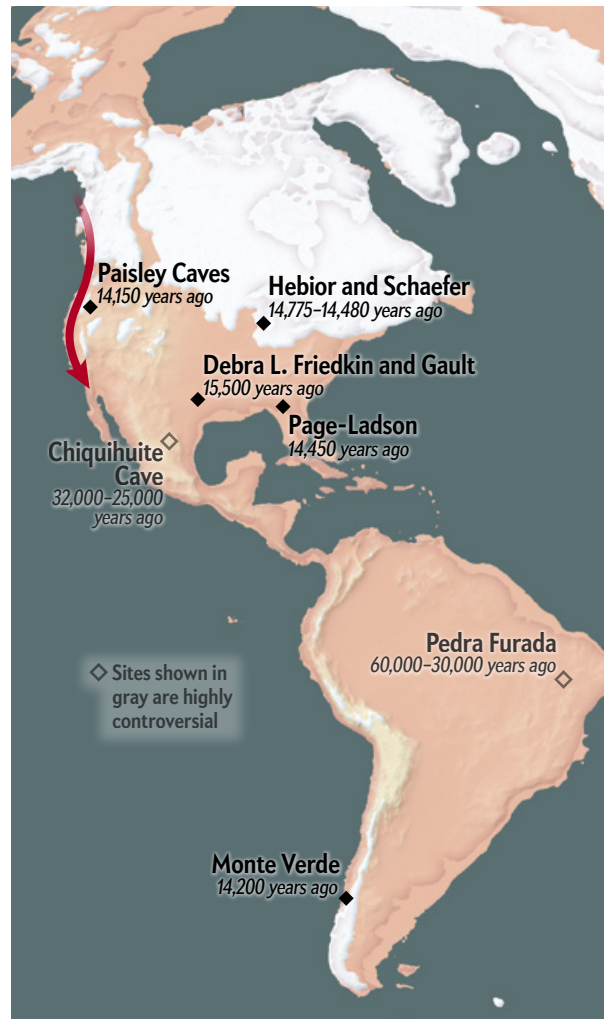 Paisley Caves
14,150 years ago
Hebior and Schaefer
14,775–14,480 years ago
Debra L. Friedkin and Gault
15,500 years ago
Page-Ladson
14,450 years ago
Chiquihuite
Cave
32,000–25,000
years ago
Pedra Furada
60,000–30,000 years ago
Sites shown in
gray are highly
controversial
Monte Verde
14,200 years ago